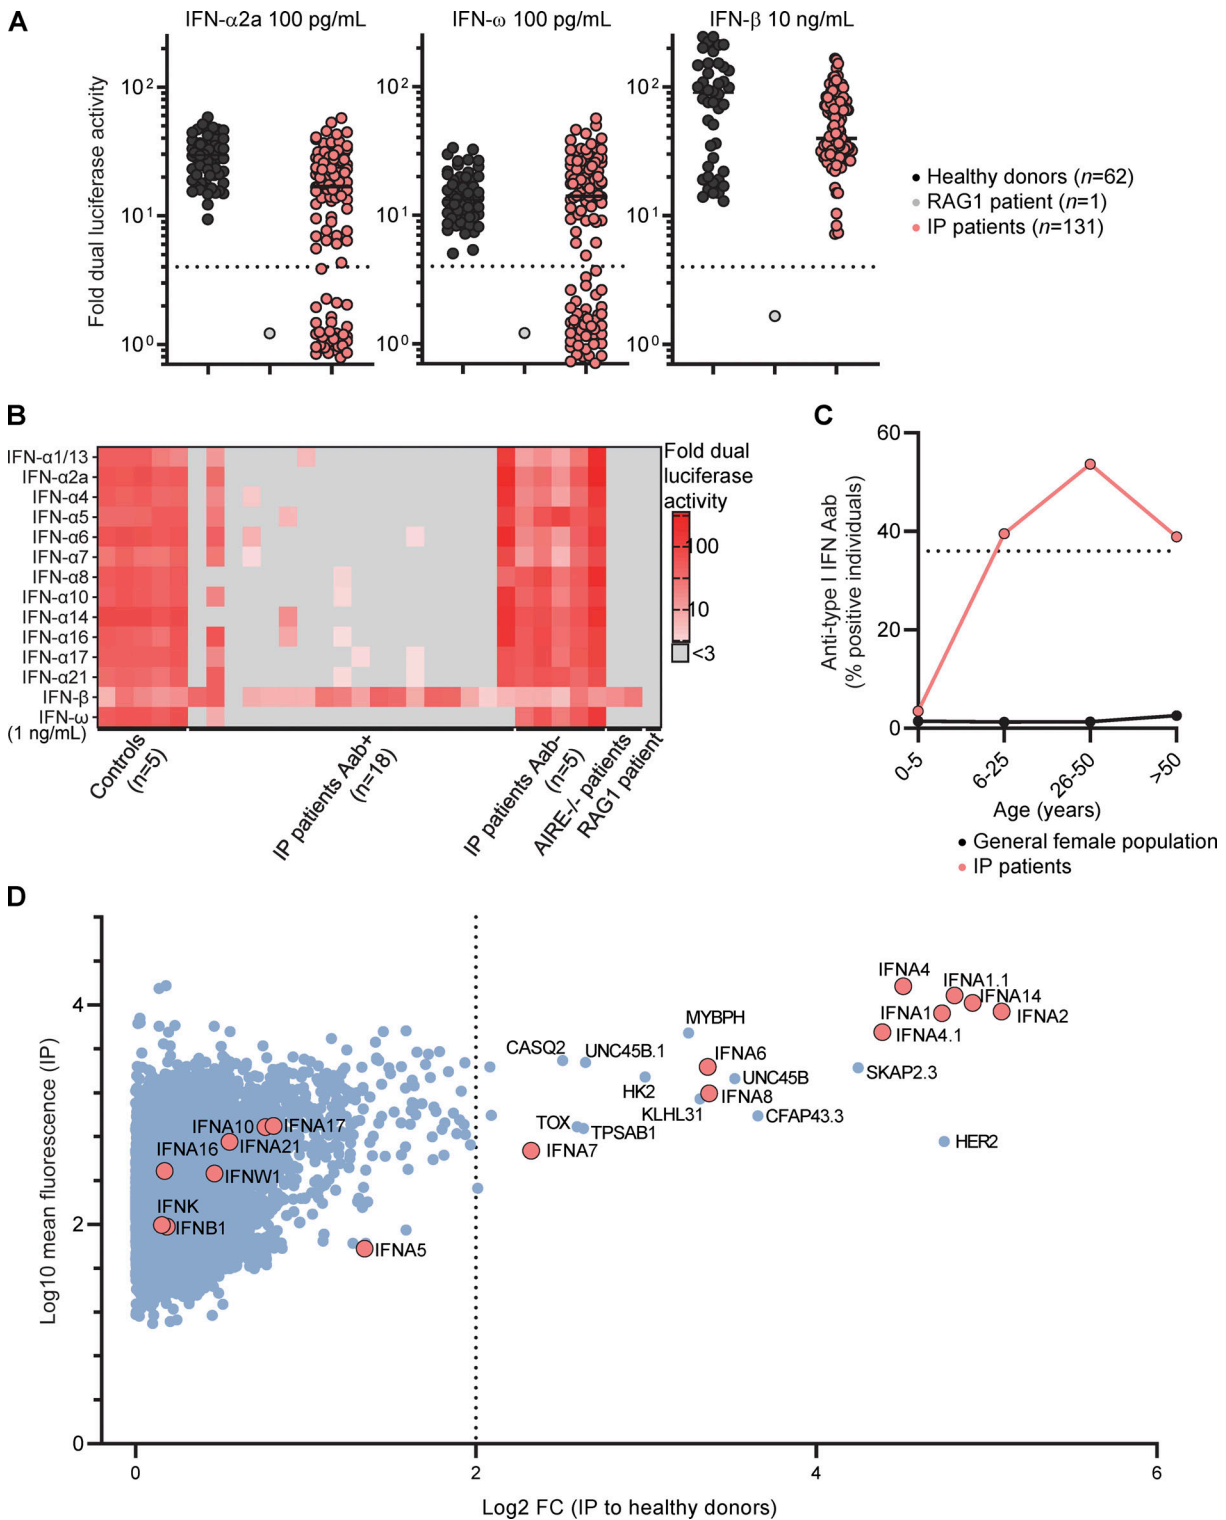 A
IFN-α2a 100 pg/mL
IFN-ω 100 pg/mL
IFN-β 10 ng/mL
Fold dual luciferase activity
10²
10¹
10⁰
10²
10¹
10⁰
10²
10¹
10⁰
Healthy donors (n=62)
RAG1 patient (n=1)
IP patients (n=131)
B
IFN-α1/13
IFN-α2a
IFN-α4
IFN-α5
IFN-α6
IFN-α7
IFN-α8
IFN-α10
IFN-α14
IFN-α16
IFN-α17
IFN-α21
IFN-β
IFN-ω
(1 ng/mL)
Fold dual
luciferase
activity
100
10
<3
Controls
(n=5)
IP patients Aab+
(n=18)
IP patients Aab-
(n=5)
AIRE-/- patients
RAG1 patient
C
Anti-type I IFN Aab
(% positive individuals)
60
40
20
0
0-5
6-25
26-50
>50
Age (years)
General female population
IP patients
D
Log10 mean fluorescence (IP)
4
2
0
IFNA4
IFNA1.1
IFNA14
IFNA1
IFNA2
IFNA4.1
MYBPH
CASQ2
UNC45B.1
IFNA6
SKAP2.3
HK2
UNC45B
IFNA8
KLHL31
CFAP43.3
TOX
TPSAB1
HER2
IFNA7
IFNA10
IFNA17
IFNA21
IFNA16
IFNW1
IFNK
IFNB1
IFNA5
0
2
4
6
Log2 FC (IP to healthy donors)